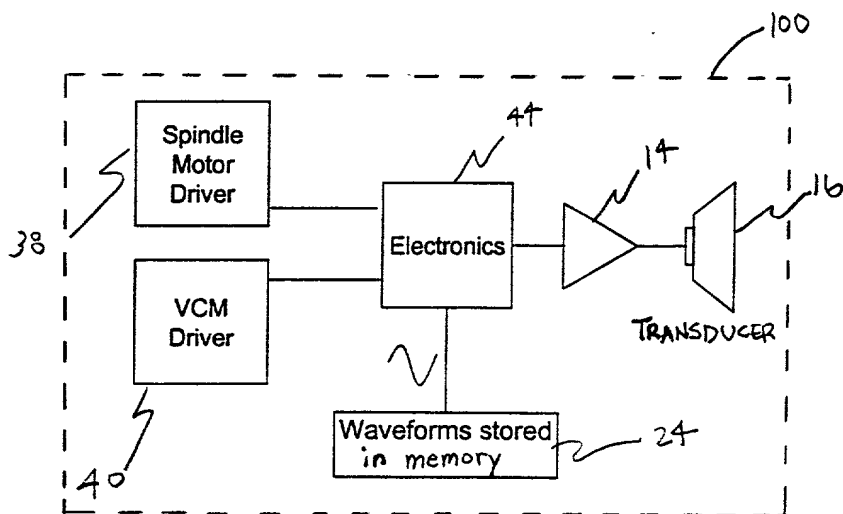 100
Spindle
Motor
Driver
44
14
16
38
Electronics
VCM
Driver
TRANSDUCER
Waveforms stored
in memory
24
40